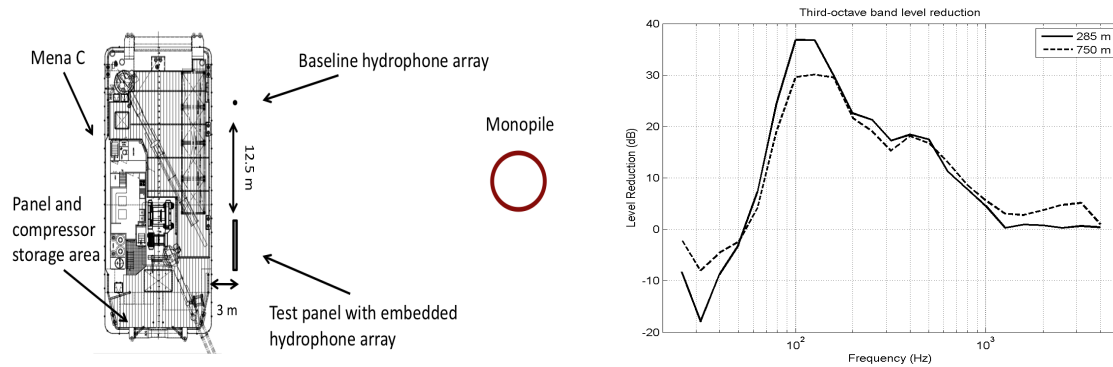 Mena C
Baseline hydrophone array
Monopile
12.5 m
Panel and
compressor
storage area
3 m
Test panel with embedded
hydrophone array
Third-octave band level reduction
285 m
750 m
Level Reduction (dB)
40
30
20
10
0
-10
-20
10²
10³
Frequency (Hz)